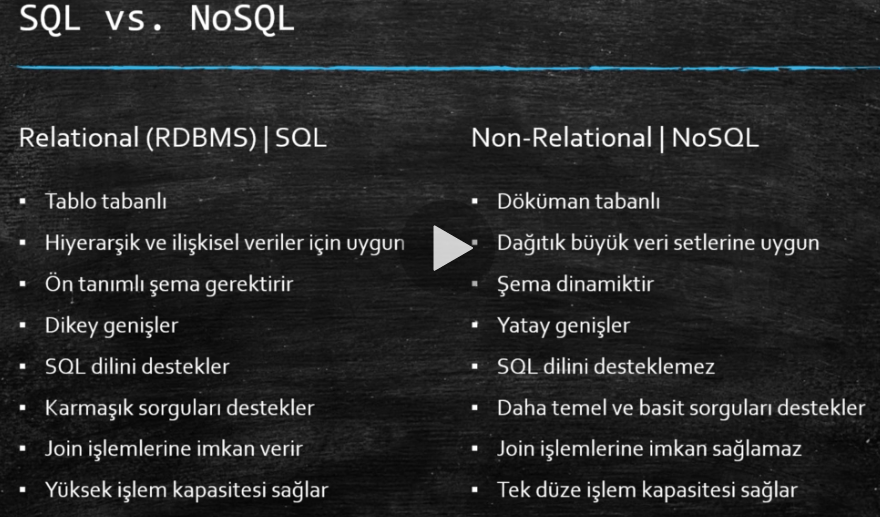 SQL vs. NoSQL
Relational (RDBMS) | SQL
Tablo tabanlı
Hiyerarşik ve ilişkisel veriler için uygun
Ön tanımlı şema gerektirir
Dikey genişler
SQL dilini destekler
Karmaşık sorguları destekler
Join işlemlerine imkan verir
Yüksek işlem kapasitesi sağlar
Non-Relational | NoSQL
Döküman tabanlı
Dağıtık büyük veri setlerine uygun
Şema dinamiktir
Yatay genişler
SQL dilini desteklemez
Daha temel ve basit sorguları destekler
Join işlemlerine imkan sağlamaz
Tek düze işlem kapasitesi sağlar